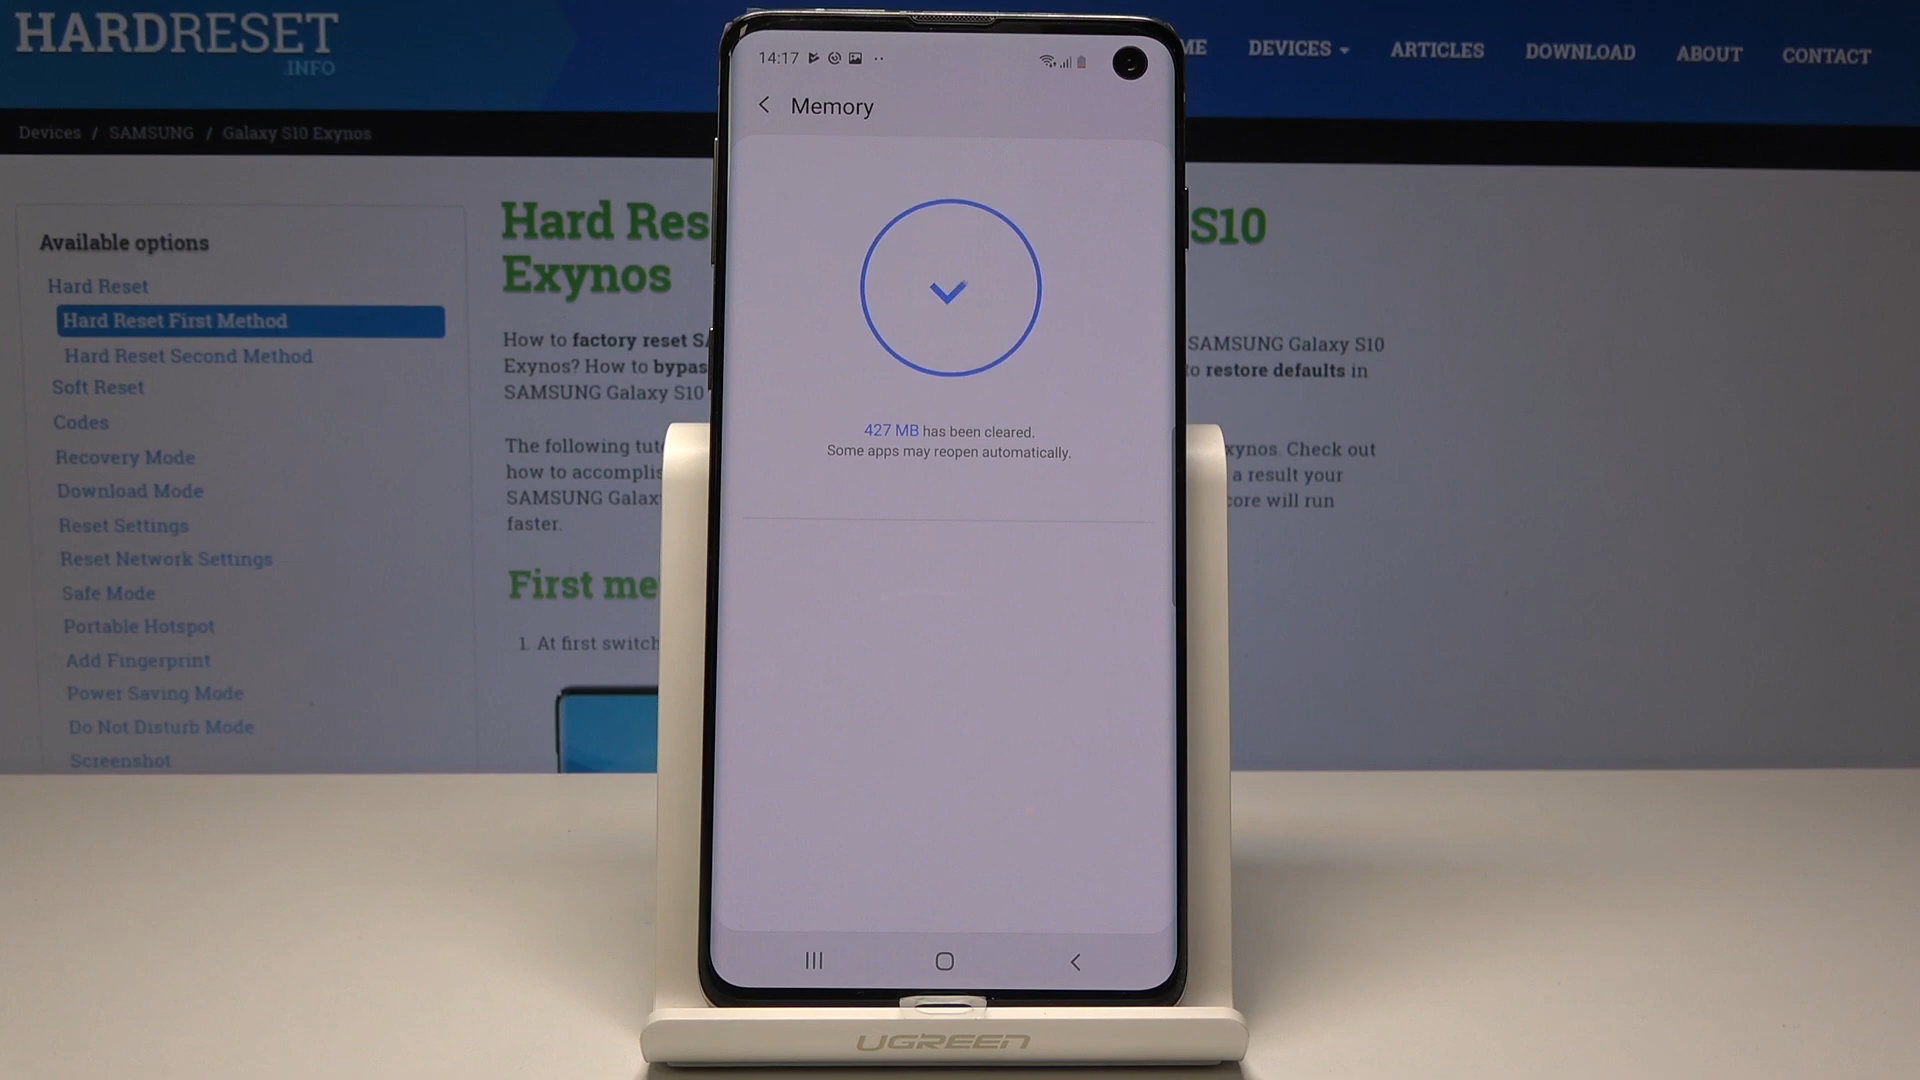 HARDRESET
.INFO
ME
DEVICES
ARTICLES
DOWNLOAD
ABOUT
CONTACT
Devices / SAMSUNG / Galaxy S10 Exynos
Available options
Hard Reset
Hard Reset First Method
Hard Reset Second Method
Soft Reset
Codes
Recovery Mode
Download Mode
Reset Settings
Reset Network Settings
Safe Mode
Portable Hotspot
Add Fingerprint
Power Saving Mode
Do Not Disturb Mode
Screenshot
Hard Res S10
Exynos
How to factory reset SA SAMSUNG Galaxy S10
Exynos? How to bypas to restore defaults in
SAMSUNG Galaxy S10
The following tut xynos. Check out
how to accomplis a result your
SAMSUNG Galax core will run
faster.
First me
1. At first switch
14:17
Memory
427 MB has been cleared.
Some apps may reopen automatically.
UGREEN